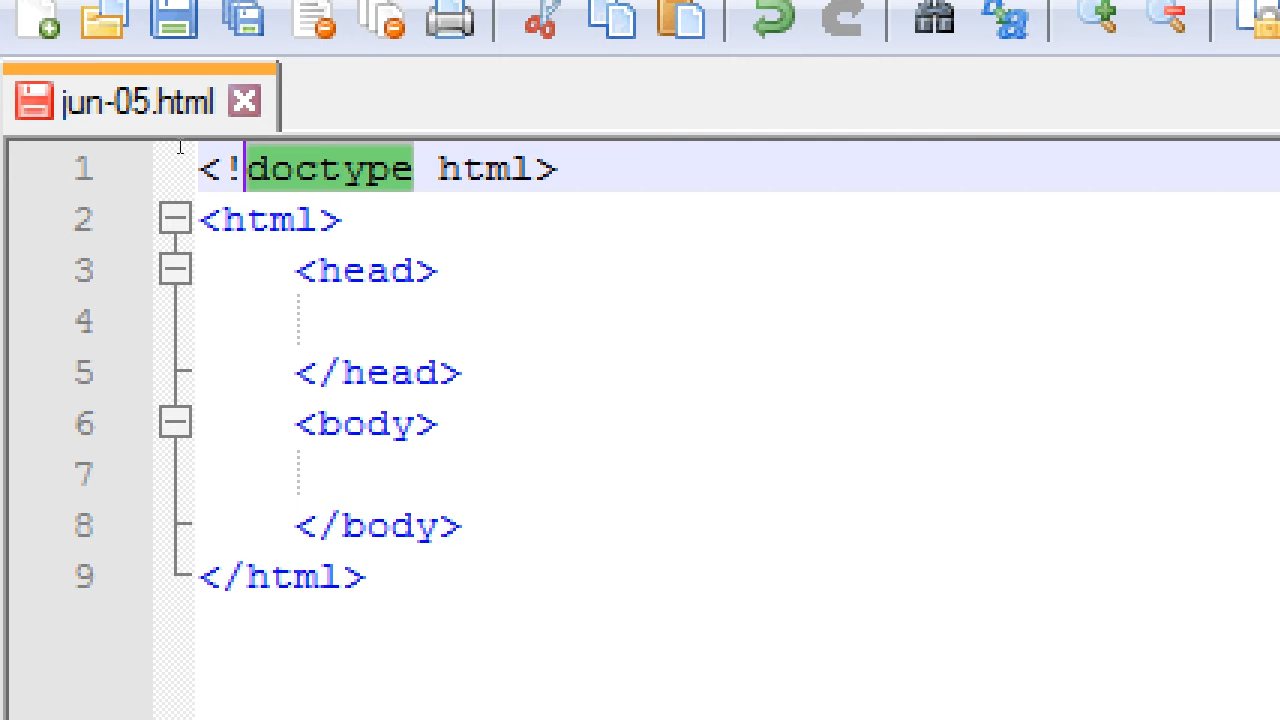 jun-05.html
1 <!doctype html>
2 <html>
3 <head>
4
5 </head>
6 <body>
7
8 </body>
9 </html>